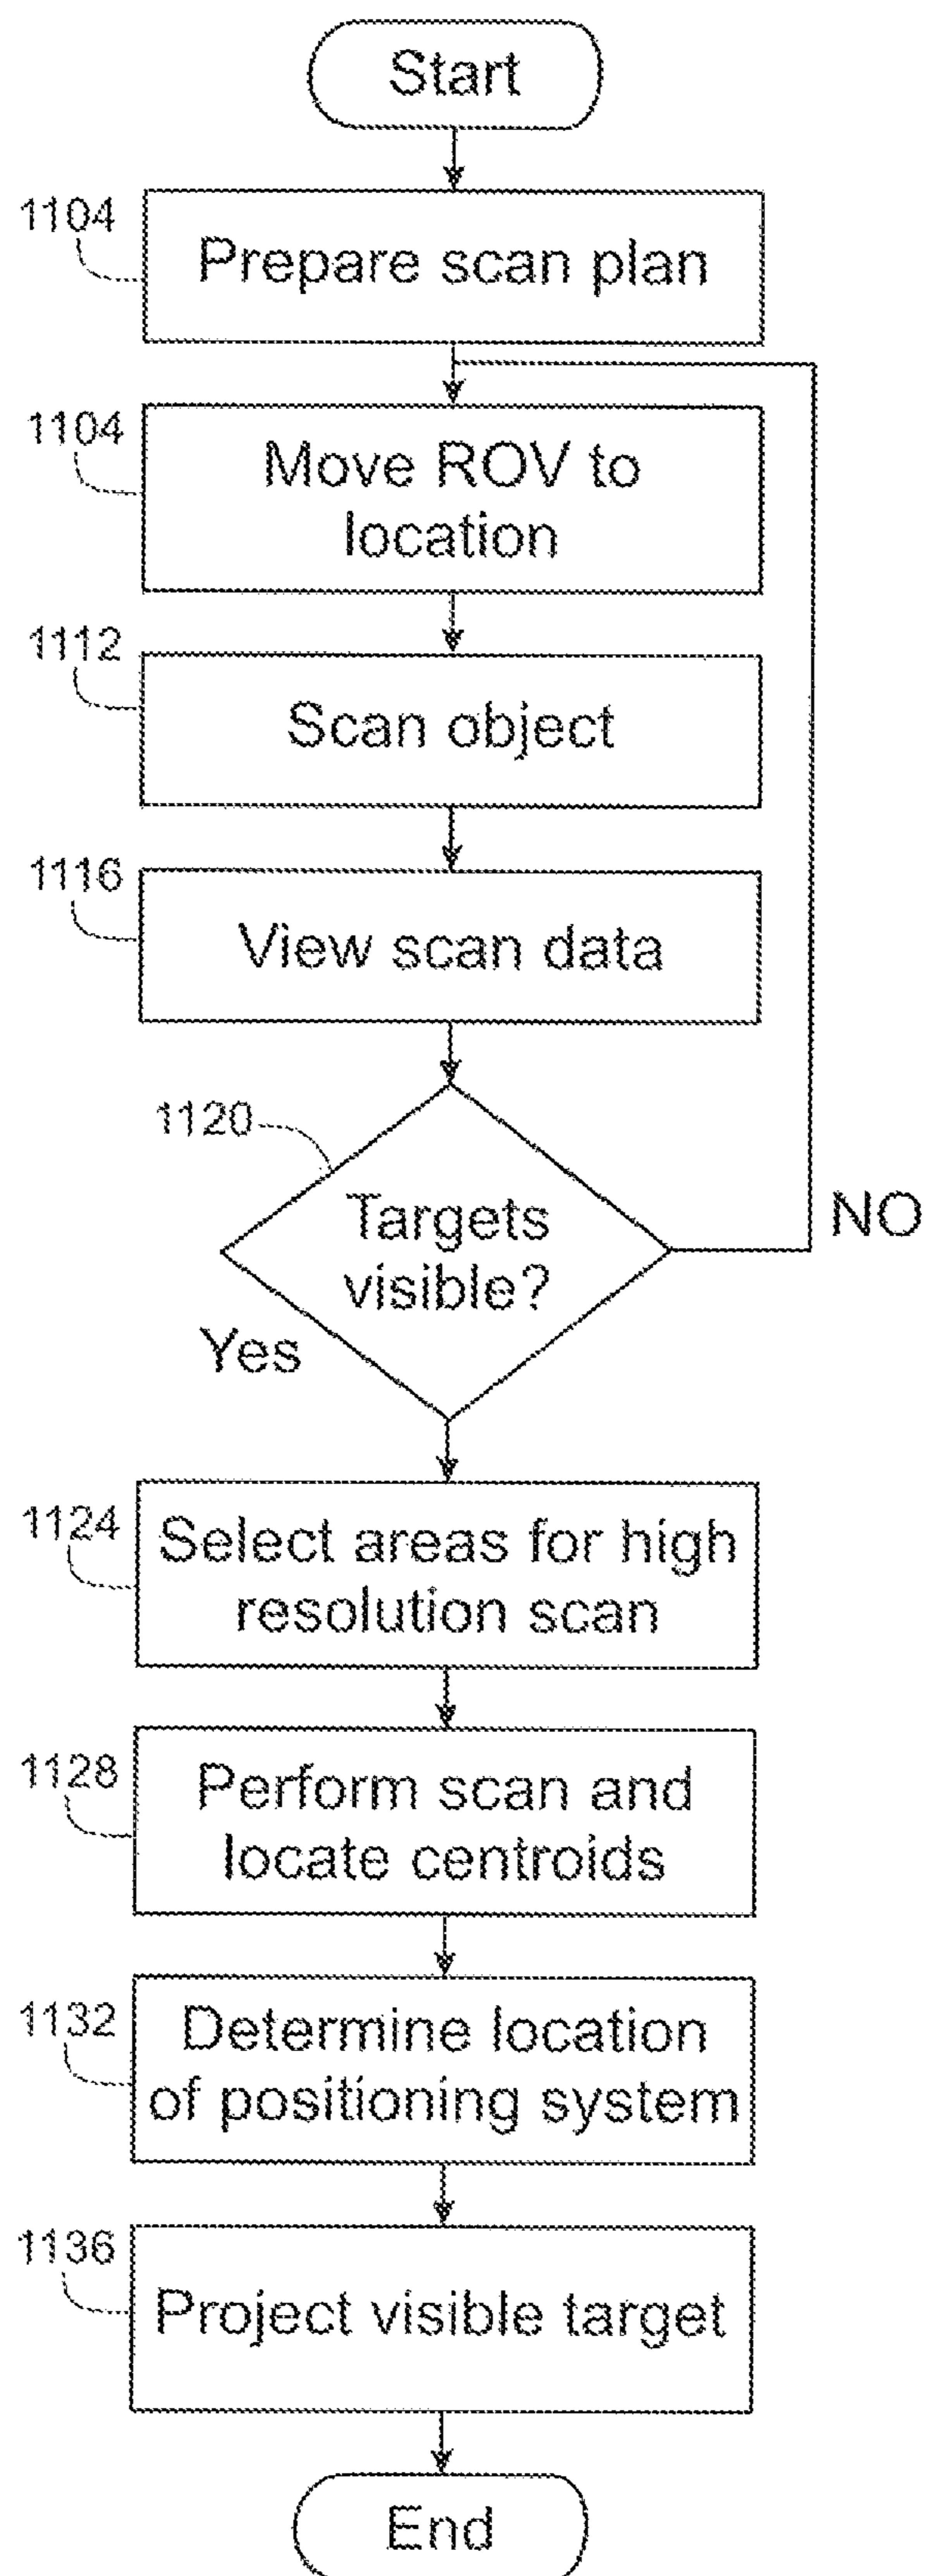 Start
1104
Prepare scan plan
1104
Move ROV to
location
1112
Scan object
1116
View scan data
1120
Targets
visible?
NO
Yes
1124
Select areas for high
resolution scan
1128
Perform scan and
locate centroids
1132
Determine location
of positioning system
1136
Project visible target
End